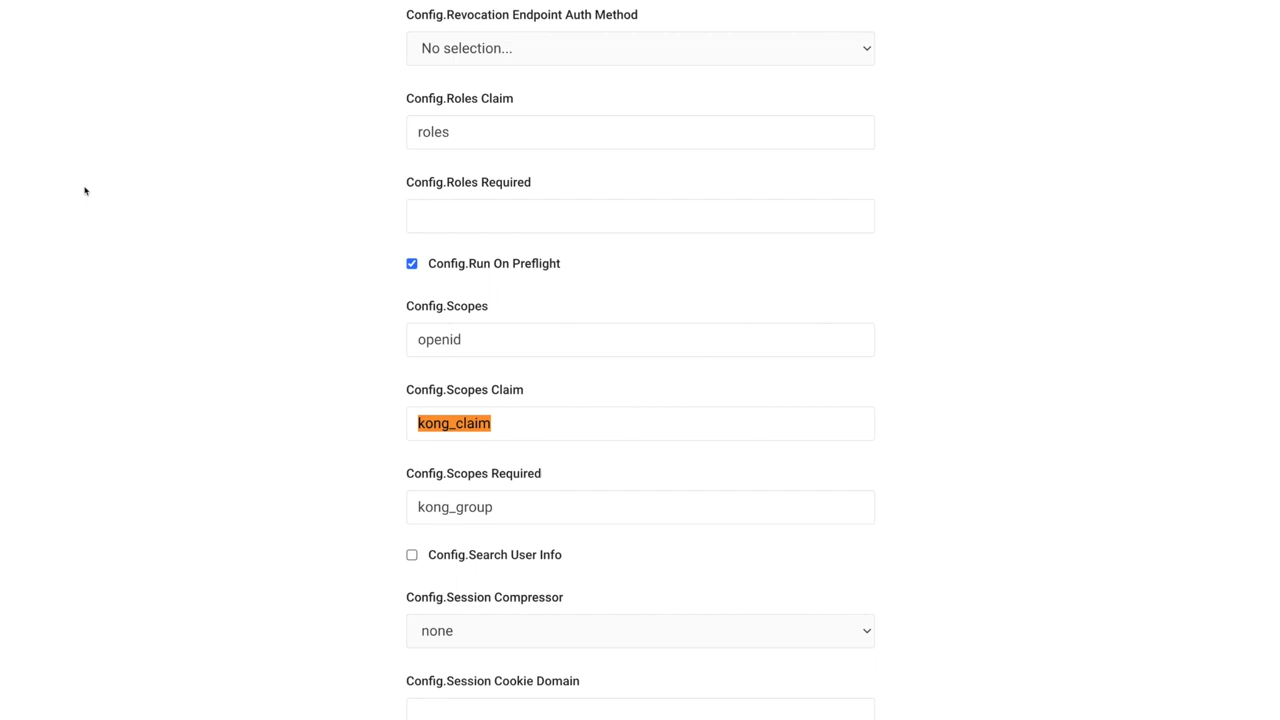 Config.Revocation Endpoint Auth Method
No selection...
Config.Roles Claim
roles
Config.Roles Required
Config.Run On Preflight
Config.Scopes
openid
Config.Scopes Claim
kong_claim
Config.Scopes Required
kong_group
Config.Search User Info
Config.Session Compressor
none
Config.Session Cookie Domain